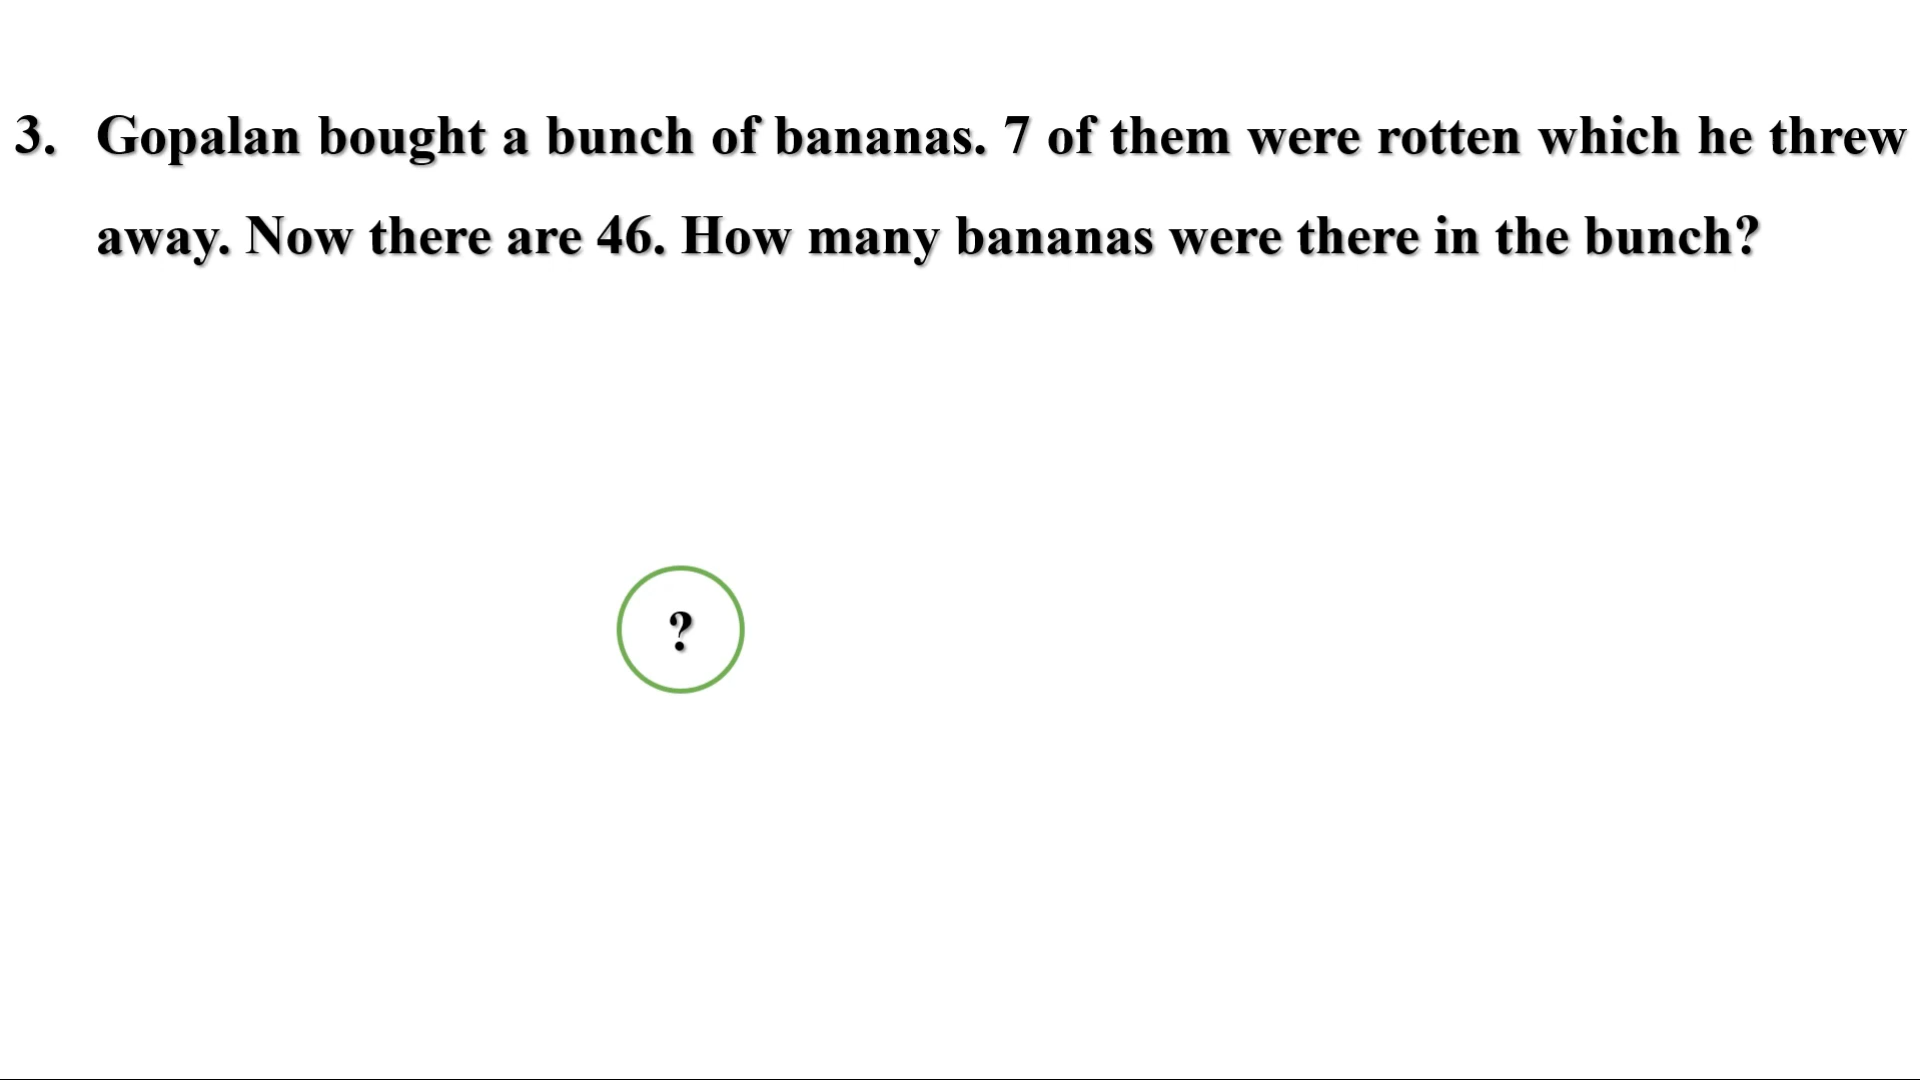 3. Gopalan bought a bunch of bananas. 7 of them were rotten which he threw
away. Now there are 46. How many bananas were there in the bunch?
?